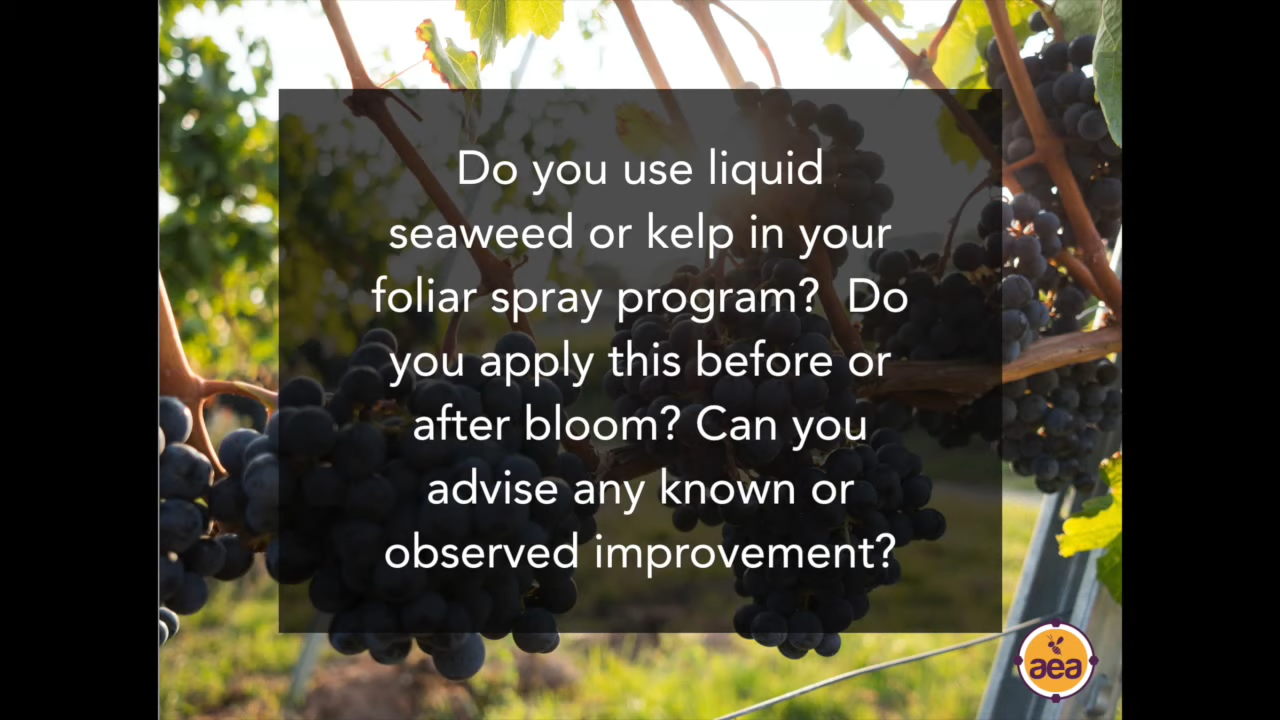 Do you use liquid
seaweed or kelp in your
foliar spray program?  Do
you apply this before or
after bloom? Can you
advise any known or
observed improvement?
aea